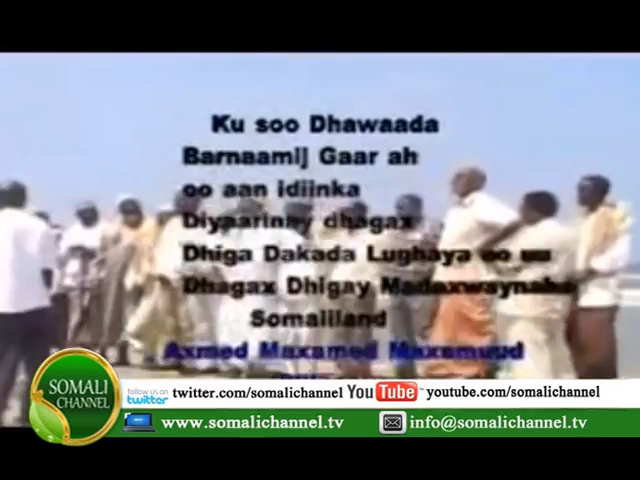 Ku soo Dhawaada
Barnaamij Gaar ah
oo aan idiinka
Diyaarinay dhagax
Dhiga Dakada Lughaya oo uu
Dhagax Dhigay Madaxwaynaha
Somaliland
Axmed Maxamed Maxamuud
SOMALI
CHANNEL
follow us on
twitter
twitter.com/somalichannel
YouTube
youtube.com/somalichannel
www.somalichannel.tv
info@somalichannel.tv